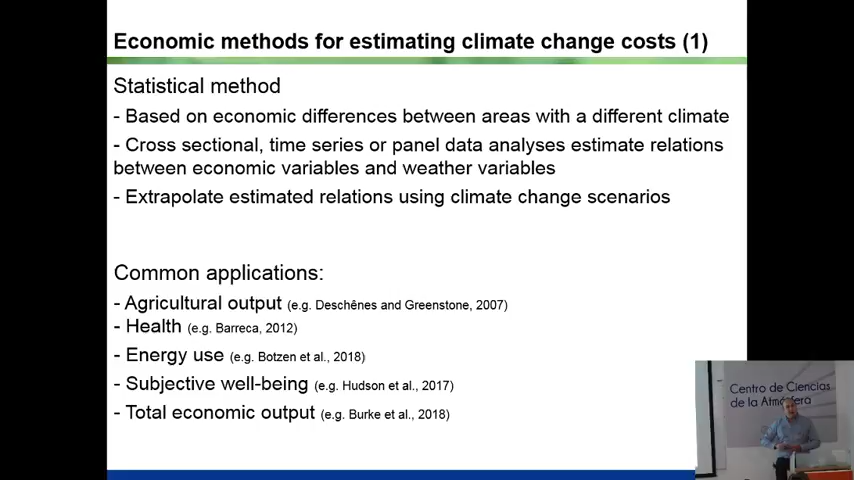 Economic methods for estimating climate change costs (1)
Statistical method
- Based on economic differences between areas with a different climate
- Cross sectional, time series or panel data analyses estimate relations
between economic variables and weather variables
- Extrapolate estimated relations using climate change scenarios
Common applications:
- Agricultural output (e.g. Deschênes and Greenstone, 2007)
- Health (e.g. Barreca, 2012)
- Energy use (e.g. Botzen et al., 2018)
- Subjective well-being (e.g. Hudson et al., 2017)
- Total economic output (e.g. Burke et al., 2018)
Centro de Ciencias
de la Atmósfera